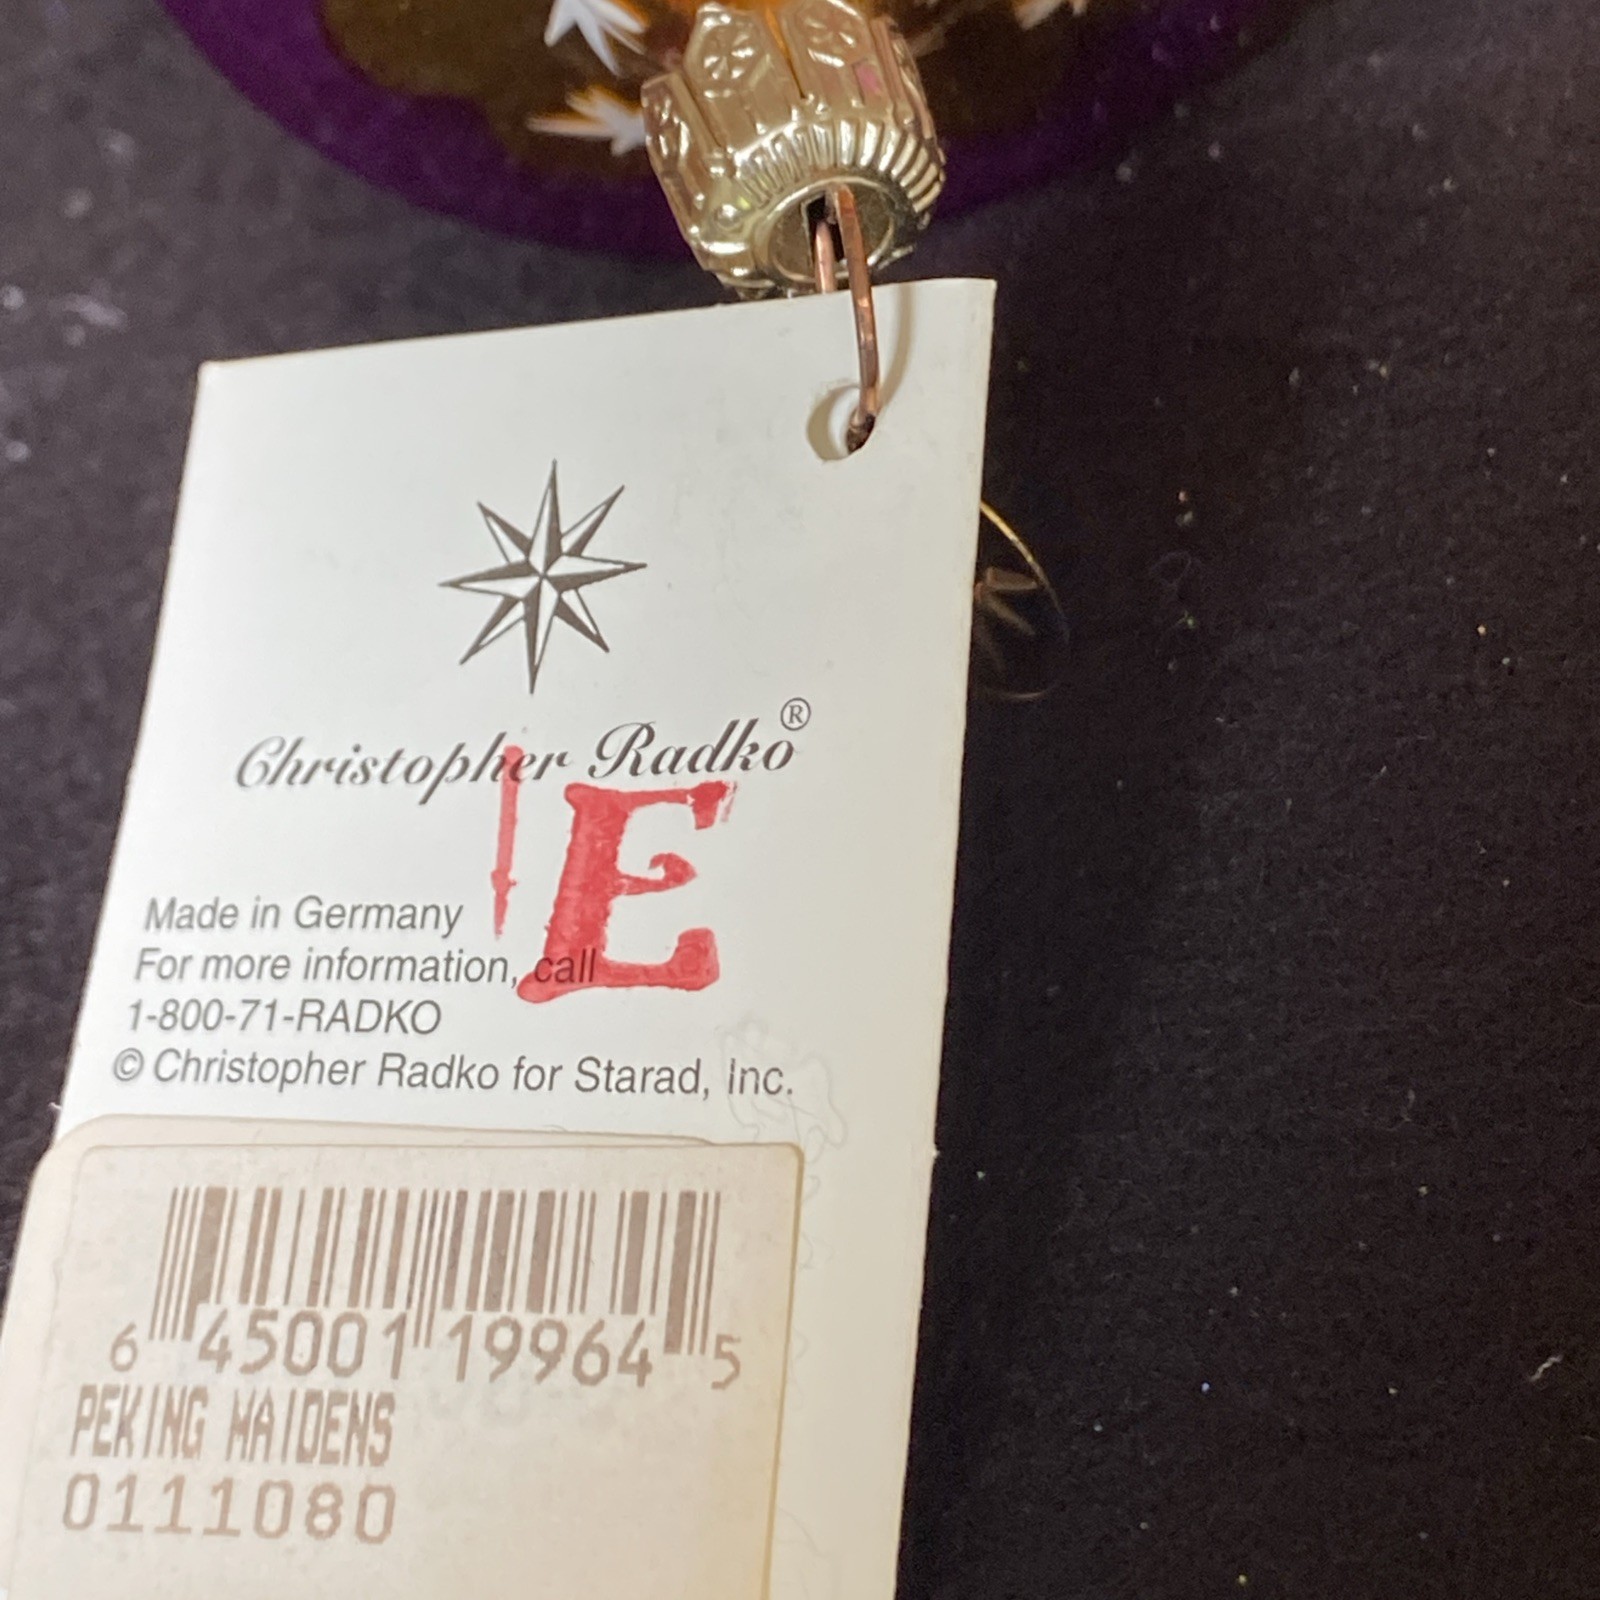 Christopher Radko®
E
Made in Germany
For more information, call
1-800-71-RADKO
© Christopher Radko for Starad, Inc.
6 45001 19964 5
PEKING MAIDENS
0111080